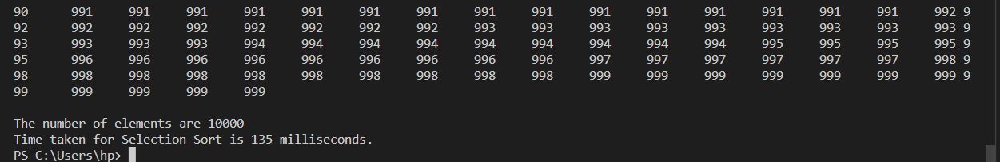 90 991 991 991 991 991 991 991 991 991 991 991 991 991 991 991 992 9
92 992 992 992 992 992 992 992 993 993 993 993 993 993 993 993 993 9
93 993 993 993 994 994 994 994 994 994 994 994 994 995 995 995 995 9
95 996 996 996 996 996 996 996 996 996 997 997 997 997 997 997 998 9
98 998 998 998 998 998 998 998 998 998 999 999 999 999 999 999 999 9
99 999 999 999 999
The number of elements are 10000
Time taken for Selection Sort is 135 milliseconds.
PS C:\Users\hp>